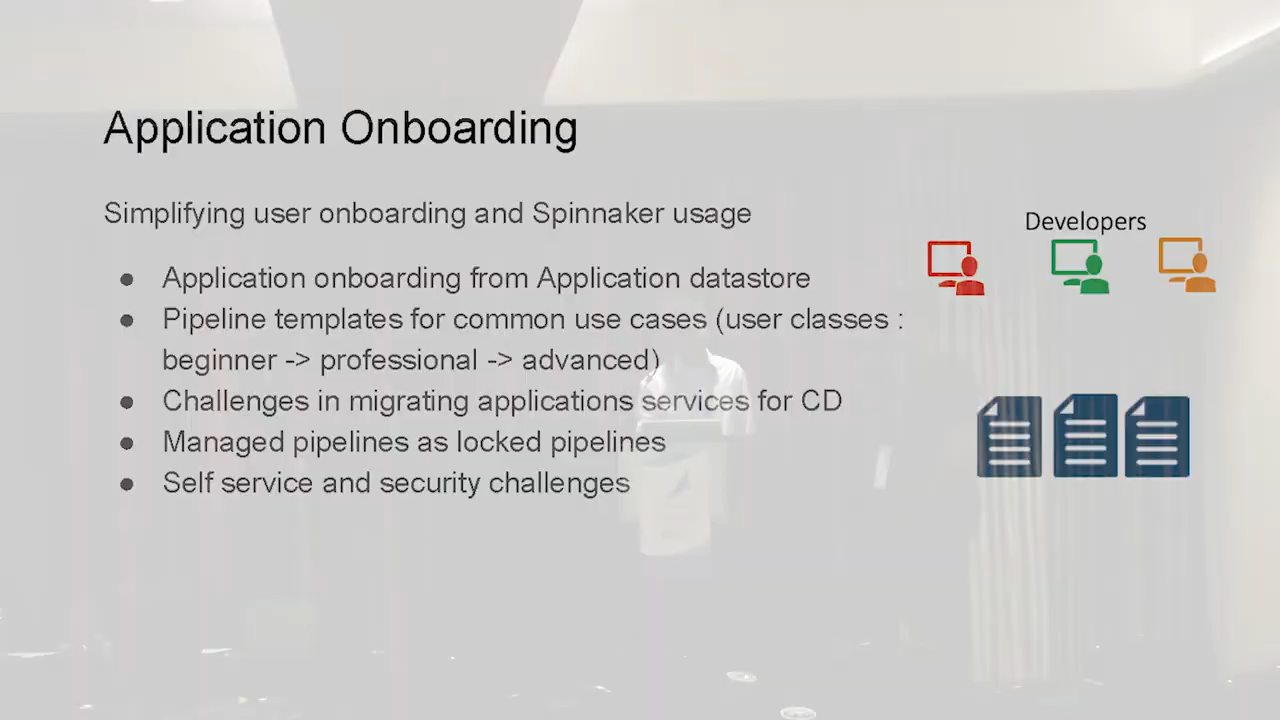 Application Onboarding
Simplifying user onboarding and Spinnaker usage
Developers
● Application onboarding from Application datastore
● Pipeline templates for common use cases (user classes :
beginner -> professional -> advanced)
● Challenges in migrating applications services for CD
● Managed pipelines as locked pipelines
● Self service and security challenges